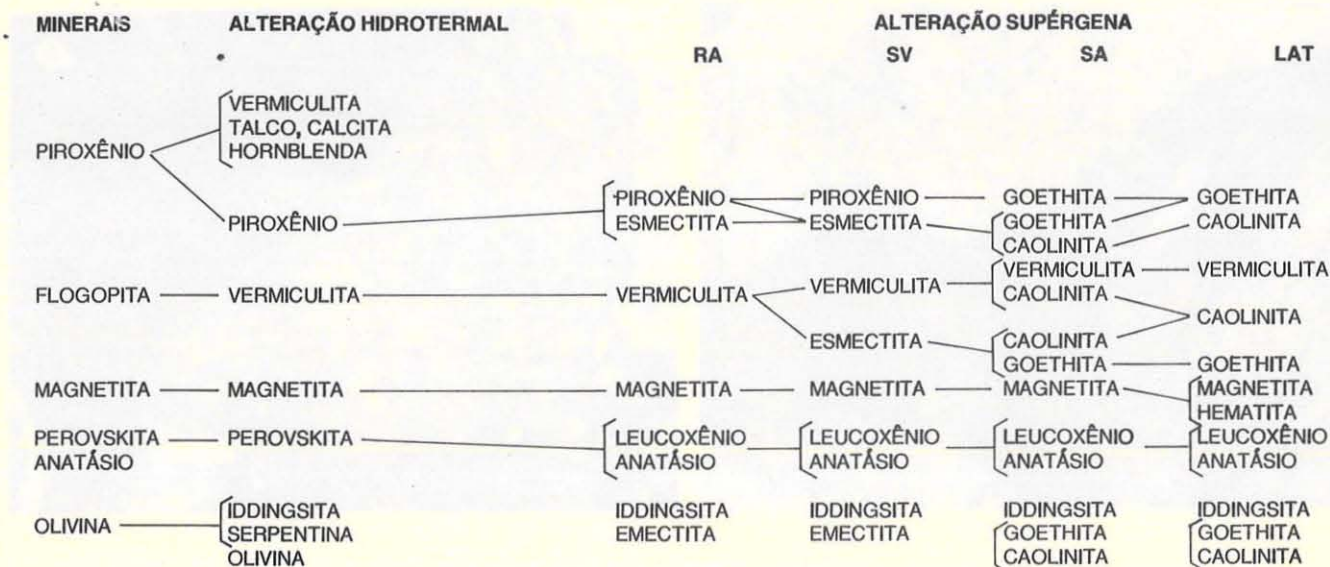 MINERAIS ALTERAÇÃO HIDROTERMAL ALTERAÇÃO SUPÉRGENA
RA SV SA LAT
VERMICULITA
TALCO, CALCITA
PIROXÊNIO HORNBLENDA
PIROXÊNIO PIROXÊNIO GOETHITA GOETHITA
PIROXÊNIO ESMECTITA ESMECTITA GOETHITA CAOLINITA
CAOLINITA
VERMICULITA VERMICULITA
FLOGOPITA VERMICULITA VERMICULITA VERMICULITA CAOLINITA
CAOLINITA
ESMECTITA CAOLINITA
GOETHITA GOETHITA
MAGNETITA MAGNETITA MAGNETITA MAGNETITA MAGNETITA MAGNETITA
HEMATITA
PEROVSKITA PEROVSKITA LEUCOXÊNIO LEUCOXÊNIO LEUCOXÊNIO LEUCOXÊNIO
ANATÁSIO ANATÁSIO ANATÁSIO ANATÁSIO ANATÁSIO
IDDINGSITA IDDINGSITA IDDINGSITA IDDINGSITA IDDINGSITA
OLIVINA SERPENTINA EMECTITA EMECTITA GOETHITA GOETHITA
OLIVINA CAOLINITA CAOLINITA